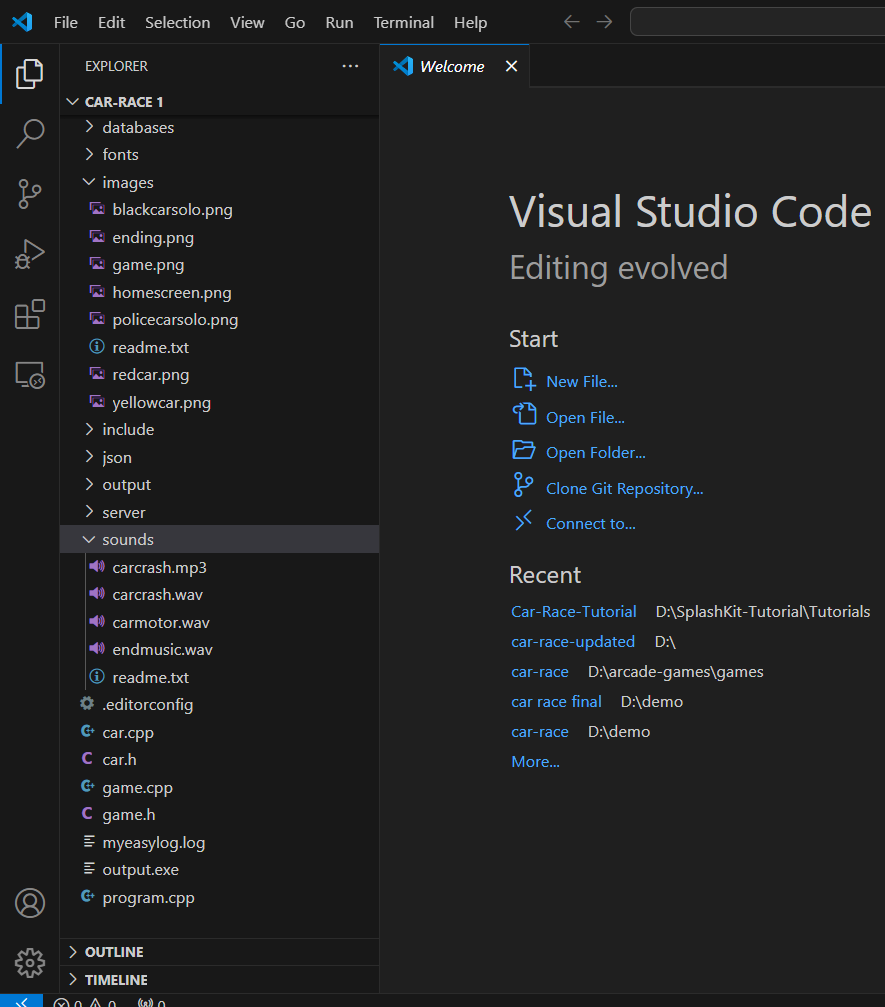 File Edit Selection View Go Run Terminal Help
EXPLORER
Welcome
CAR-RACE 1
databases
fonts
images
blackcarsolo.png
ending.png
game.png
homescreen.png
policecarsolo.png
readme.txt
redcar.png
yellowcar.png
include
json
output
server
sounds
carcrash.mp3
carcrash.wav
carmotor.wav
endmusic.wav
readme.txt
.editorconfig
car.cpp
C car.h
game.cpp
C game.h
myeasylog.log
output.exe
program.cpp
OUTLINE
TIMELINE
0 0 0
Visual Studio Code
Editing evolved
Start
New File...
Open File...
Open Folder...
Clone Git Repository...
Connect to...
Recent
Car-Race-Tutorial D:\SplashKit-Tutorial\Tutorials
car-race-updated D:\
car-race D:\arcade-games\games
car race final D:\demo
car-race D:\demo
More...